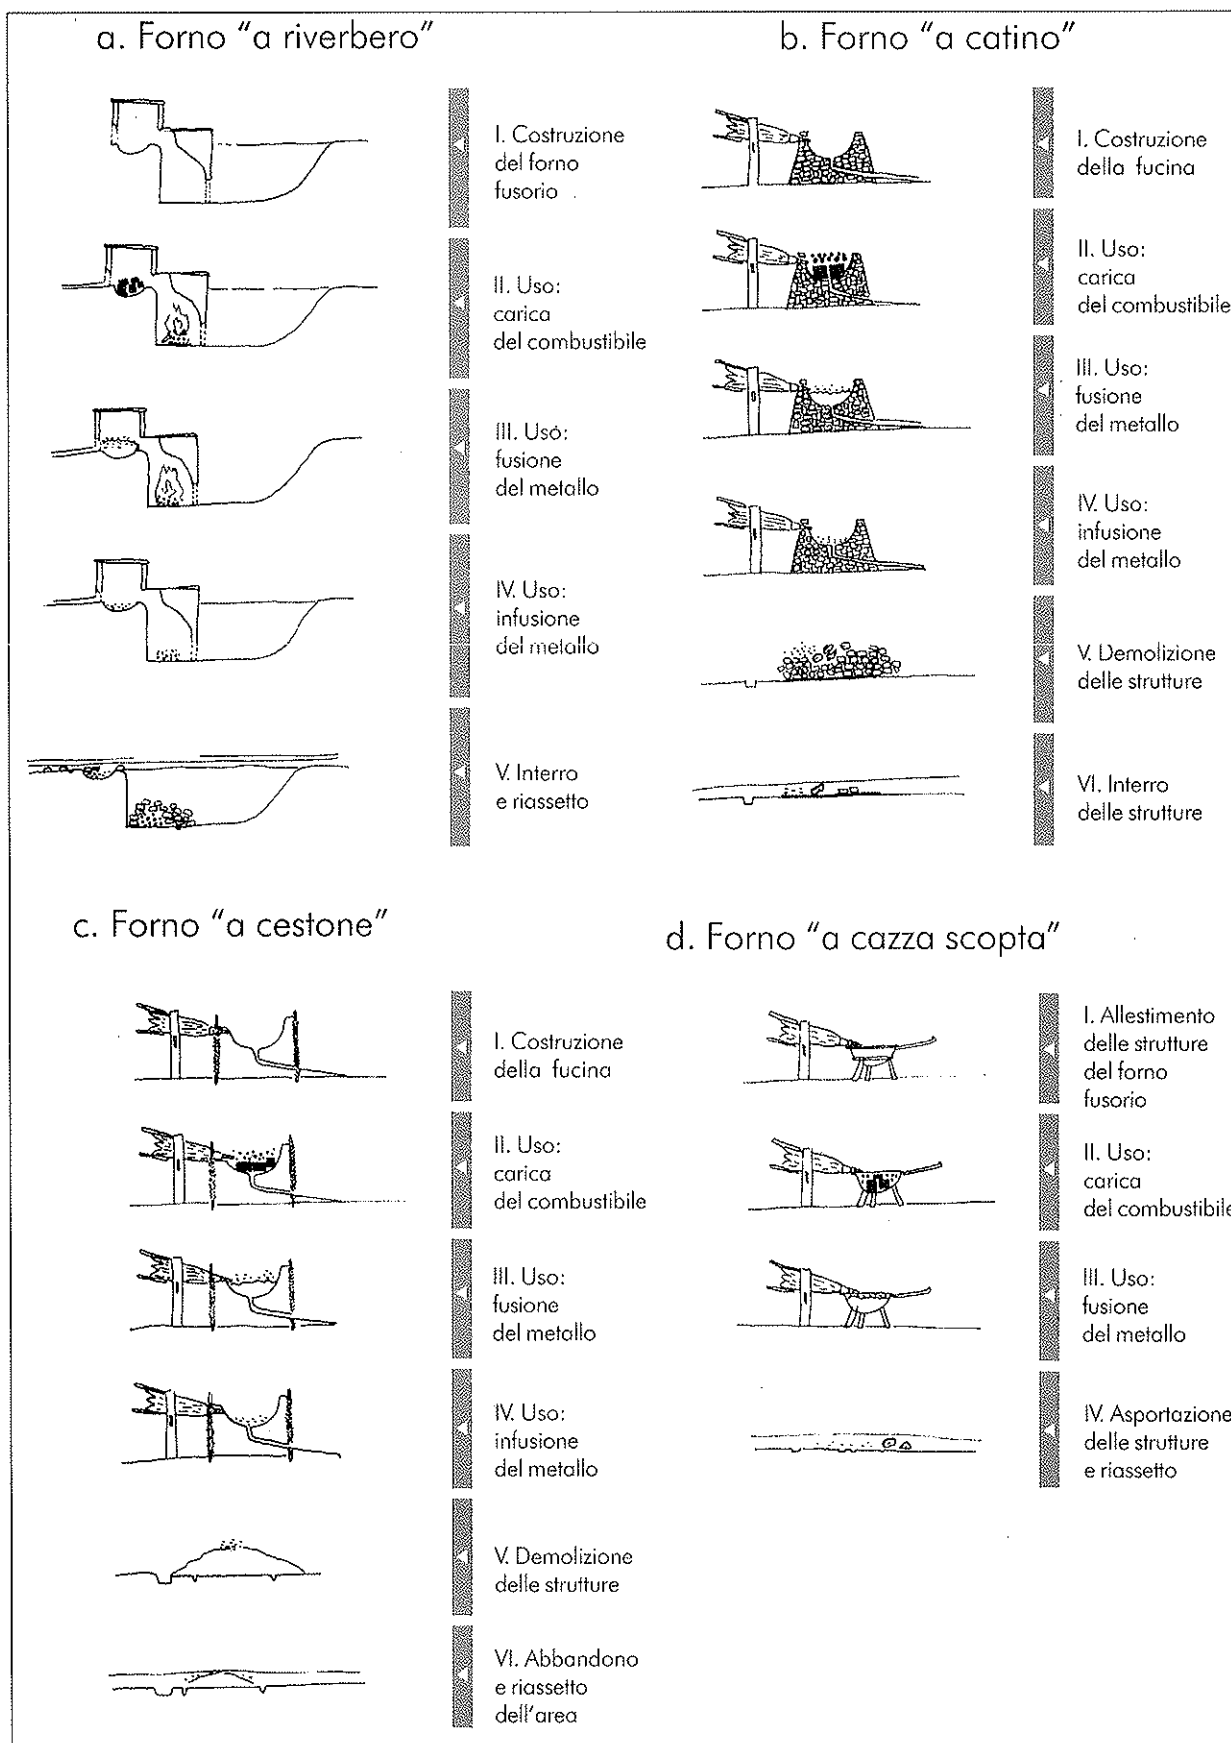 a. Forno "a riverbero"
I. Costruzione
del forno
fusorio
II. Uso:
carica
del combustibile
III. Uso:
fusione
del metallo
IV. Uso:
infusione
del metallo
V. Interro
e riassetto
b. Forno "a catino"
I. Costruzione
della fucina
II. Uso:
carica
del combustibile
III. Uso:
fusione
del metallo
IV. Uso:
infusione
del metallo
V. Demolizione
delle strutture
VI. Interro
delle strutture
c. Forno "a cestone"
I. Costruzione
della fucina
II. Uso:
carica
del combustibile
III. Uso:
fusione
del metallo
IV. Uso:
infusione
del metallo
V. Demolizione
delle strutture
VI. Abbandono
e riassetto
dell'area
d. Forno "a cazza scopta"
I. Allestimento
delle strutture
del forno
fusorio
II. Uso:
carica
del combustibile
III. Uso:
fusione
del metallo
IV. Asportazione
delle strutture
e riassetto